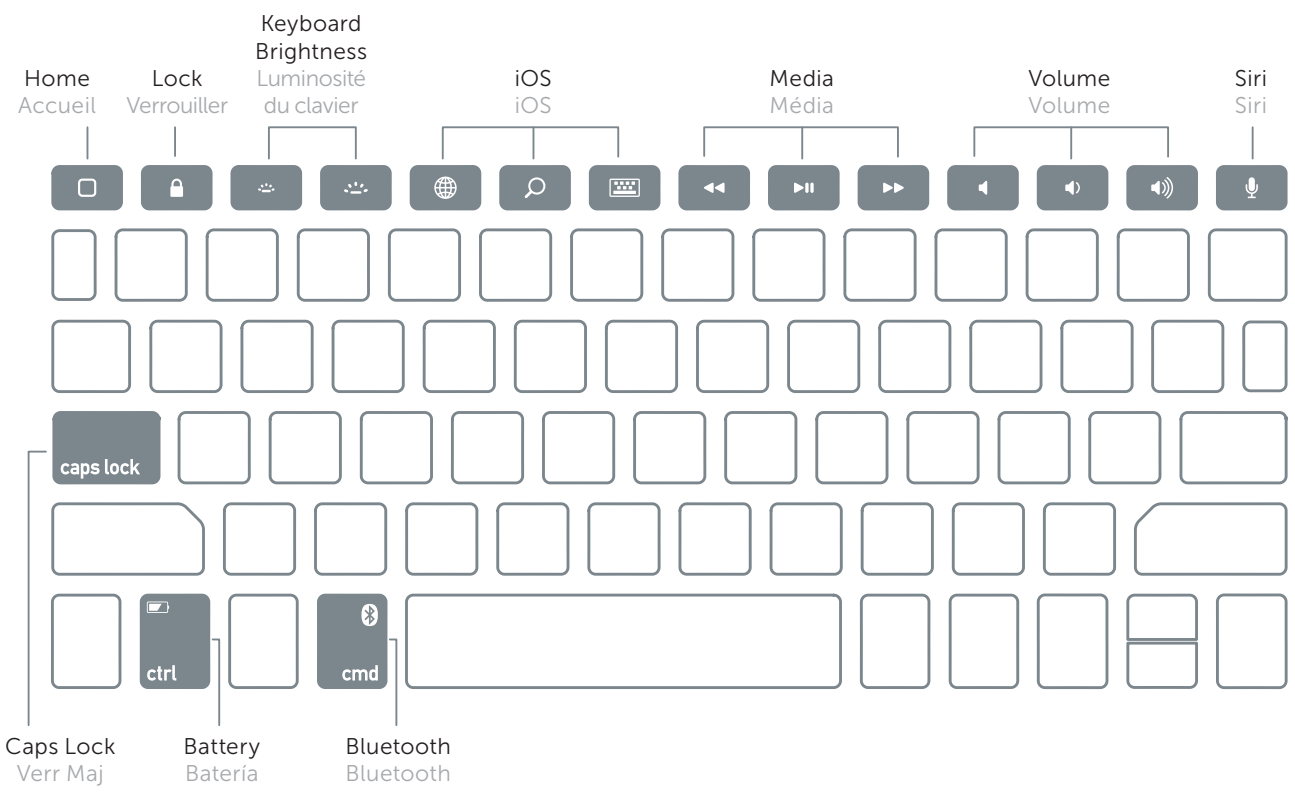 Keyboard
Brightness
Luminosité
du clavier
Home
Accueil
Lock
Verrouiller
iOS
iOS
Media
Média
Volume
Volume
Siri
Siri
caps lock
ctrl
cmd
Caps Lock
Verr Maj
Battery
Batería
Bluetooth
Bluetooth